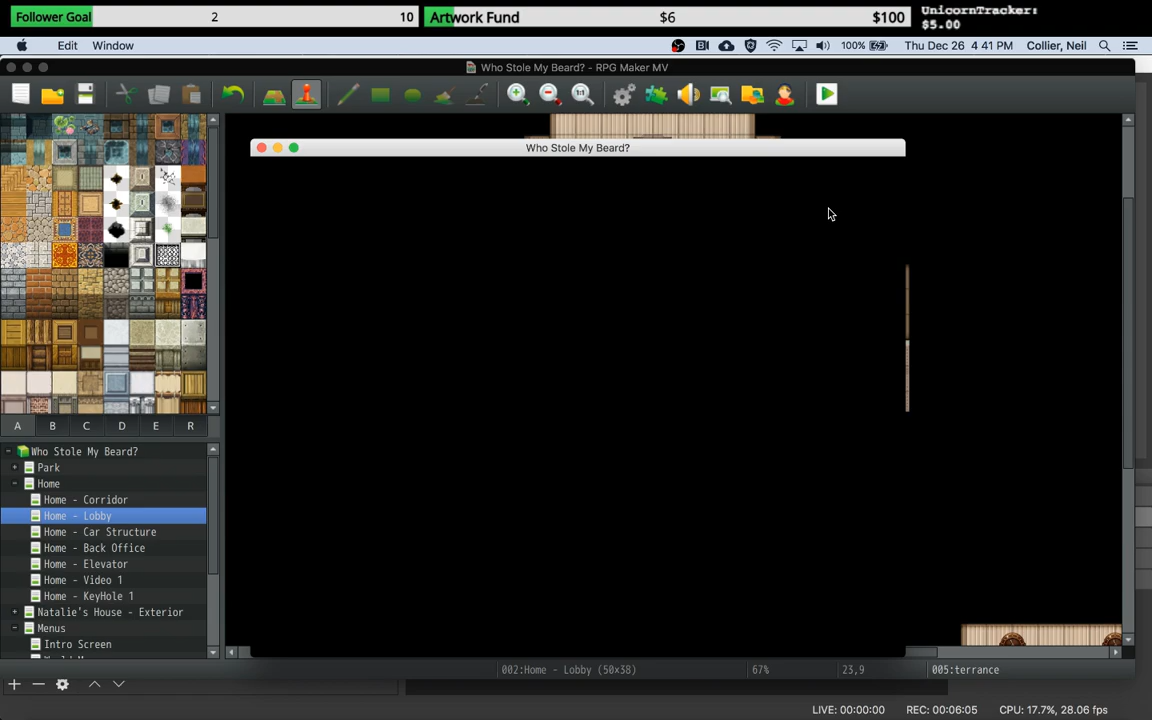 Follower Goal 2 10 Artwork Fund $6 $100 UnicornTracker:
$5.00
Edit Window 100% Thu Dec 26 4 41 PM Collier, Neil
Who Stole My Beard? - RPG Maker MV
1:1
Who Stole My Beard?
A B C D E R
Who Stole My Beard?
Park
Home
Home - Corridor
Home - Lobby
Home - Car Structure
Home - Back Office
Home - Elevator
Home - Video 1
Home - KeyHole 1
Natalie's House - Exterior
Menus
Intro Screen
002:Home - Lobby (50x38) 67% 23,9 005:terrance
LIVE: 00:00:00 REC: 00:06:05 CPU: 17.7%, 28.06 fps